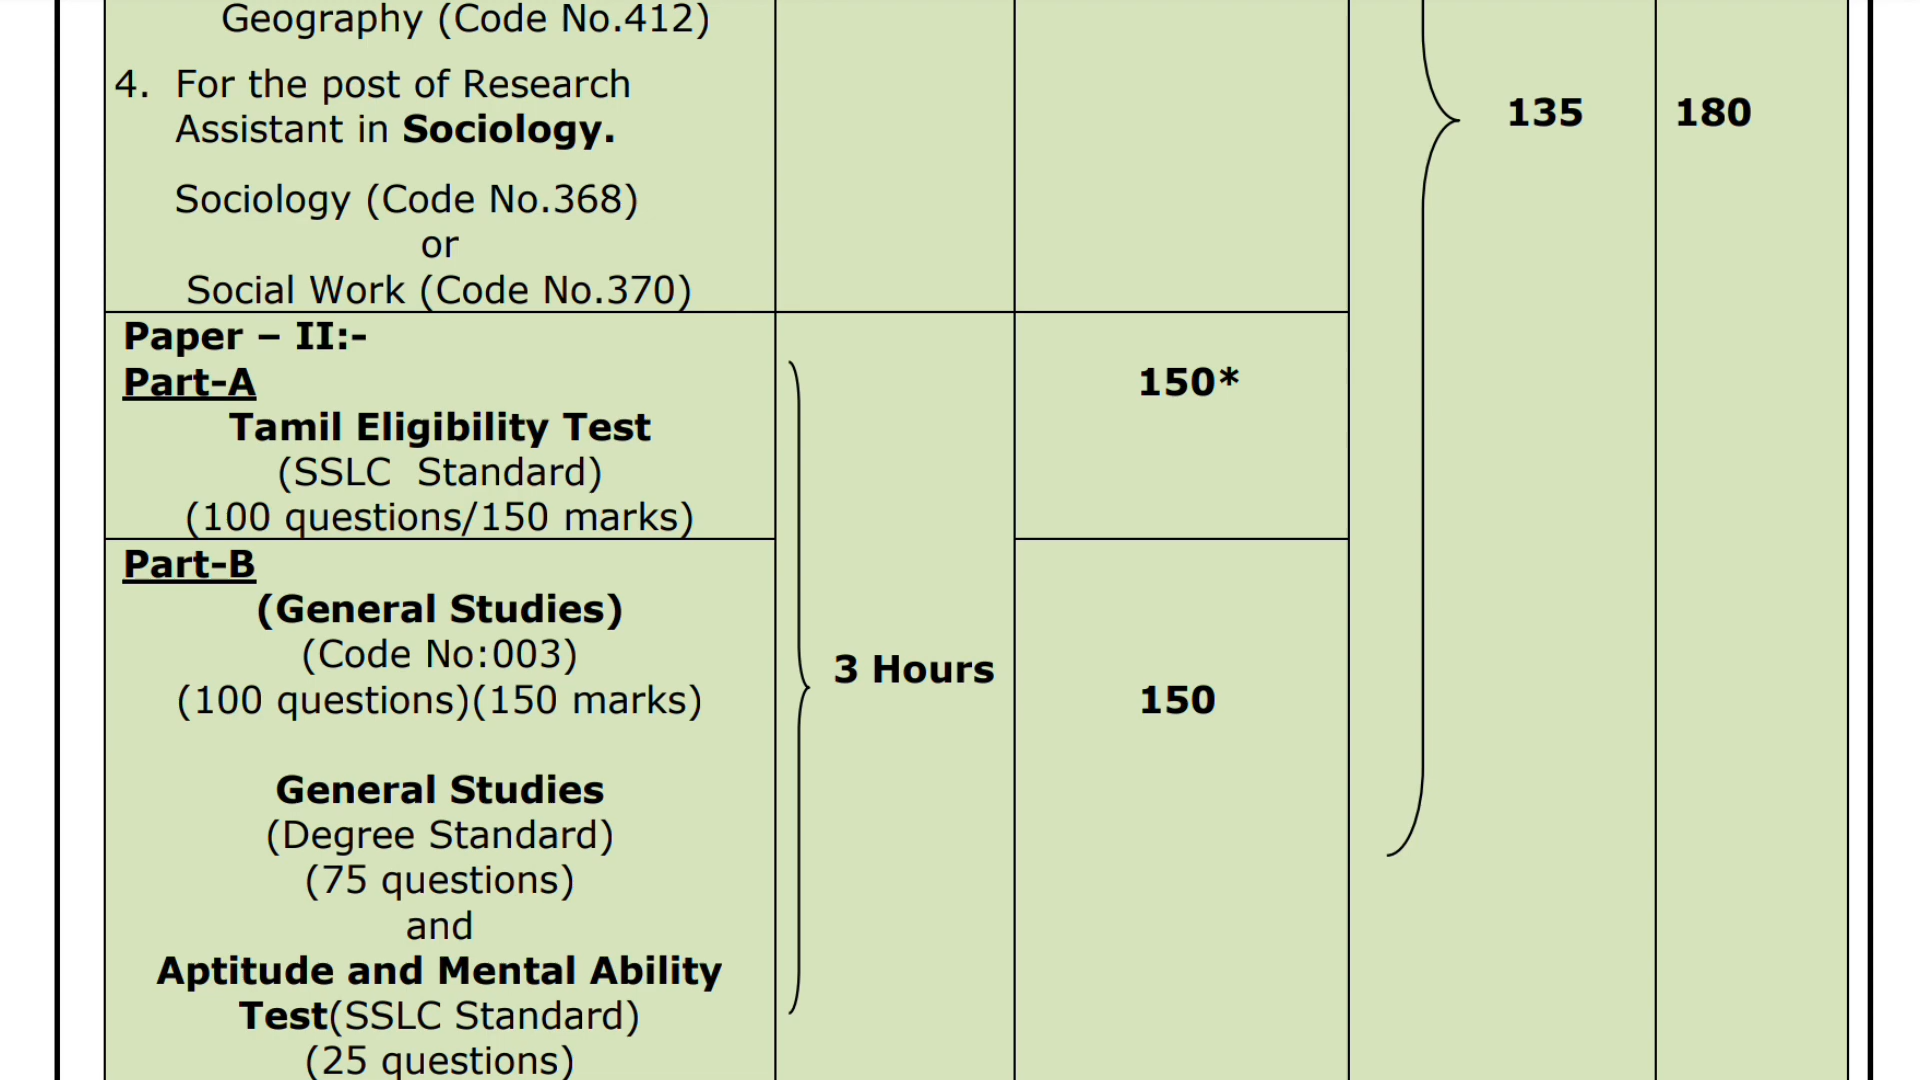 Geography (Code No.412)
4. For the post of Research
Assistant in Sociology.
135
180
Sociology (Code No.368)
or
Social Work (Code No.370)
Paper – II:-
Part-A
Tamil Eligibility Test
(SSLC Standard)
(100 questions/150 marks)
150*
Part-B
(General Studies)
(Code No:003)
(100 questions)(150 marks)
General Studies
(Degree Standard)
(75 questions)
and
Aptitude and Mental Ability
Test(SSLC Standard)
(25 questions)
3 Hours
150